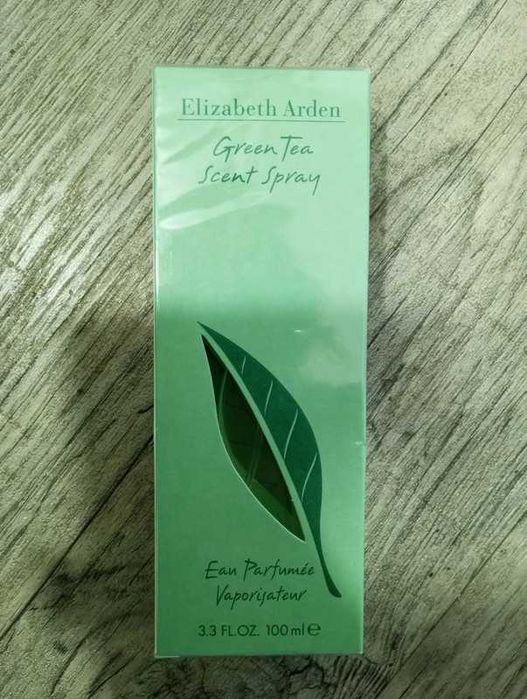 Elizabeth Arden
Green Tea
Scent Spray
Eau Parfumée
Vaporisateur
3.3 FL.OZ. 100 ml ℮